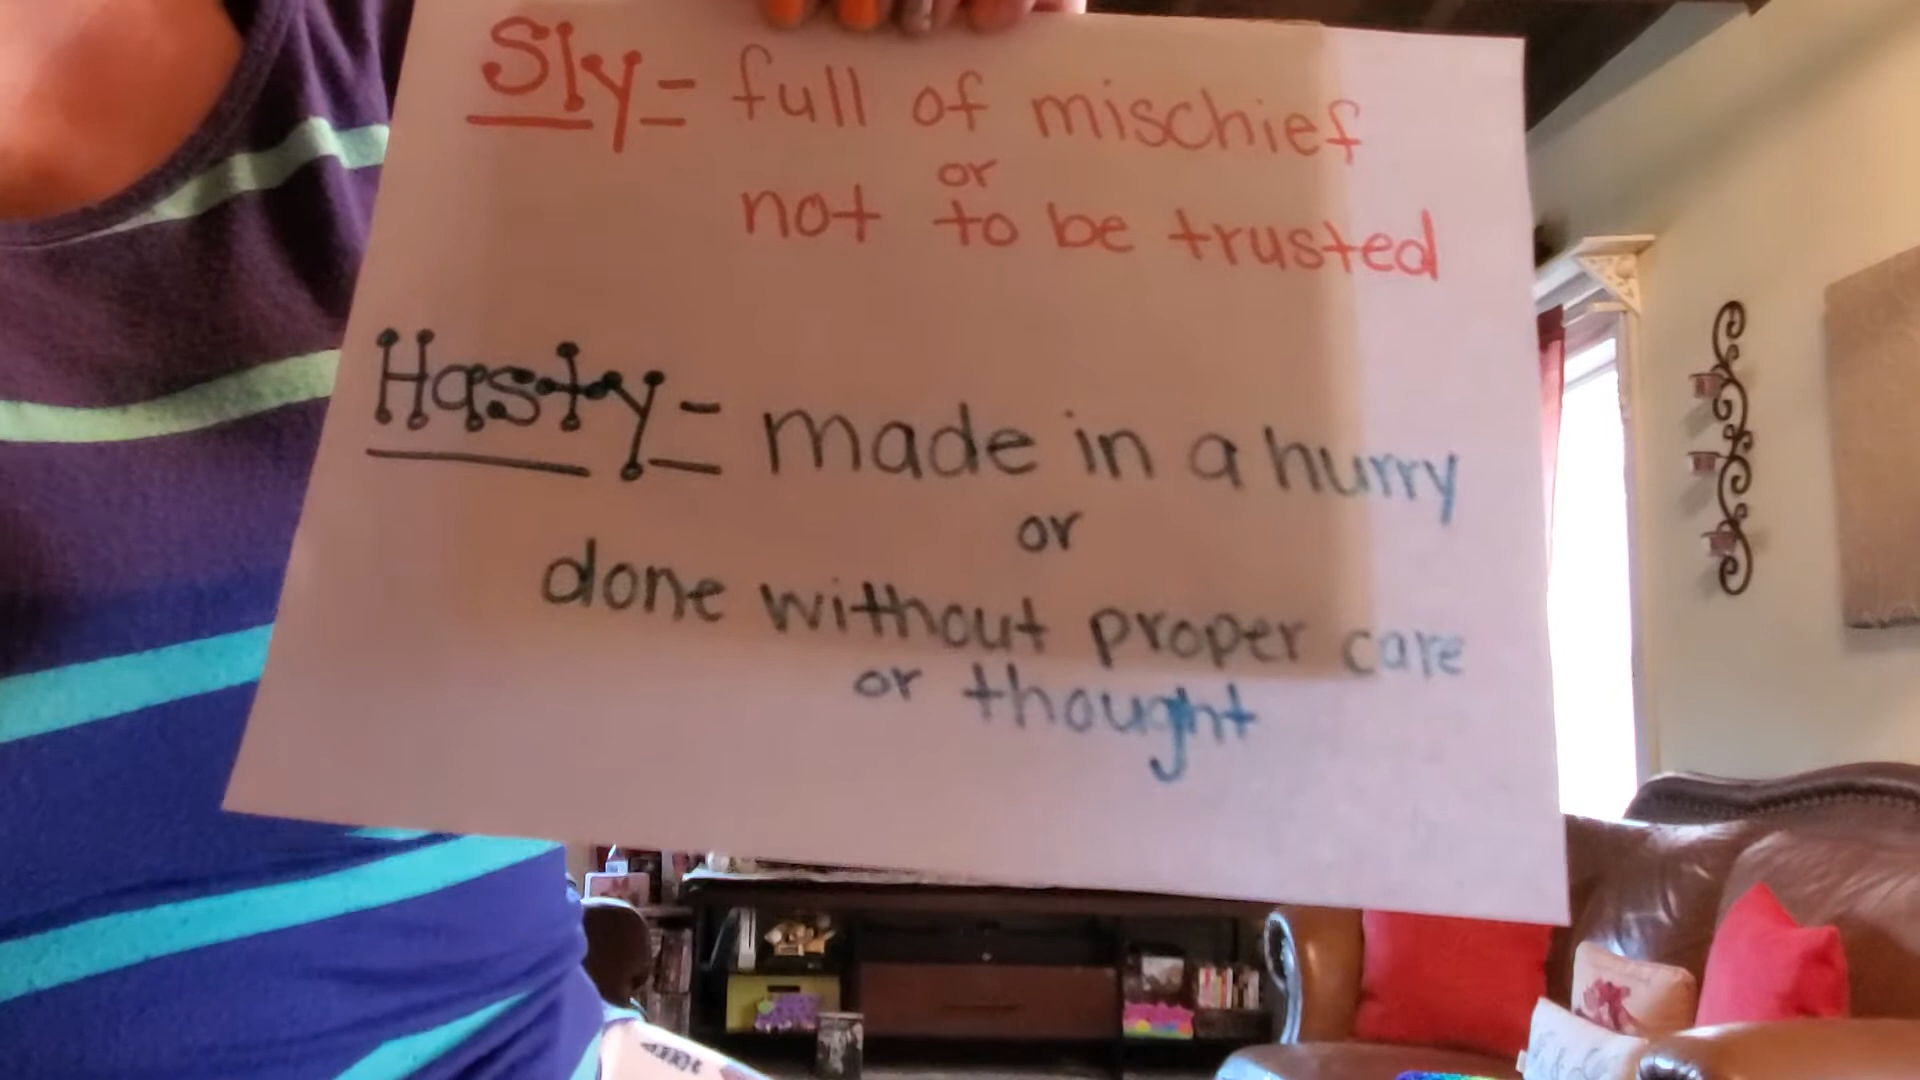 Sly = full of mischief
or
not to be trusted
Hasty = made in a hurry
or
done without proper care
or thought